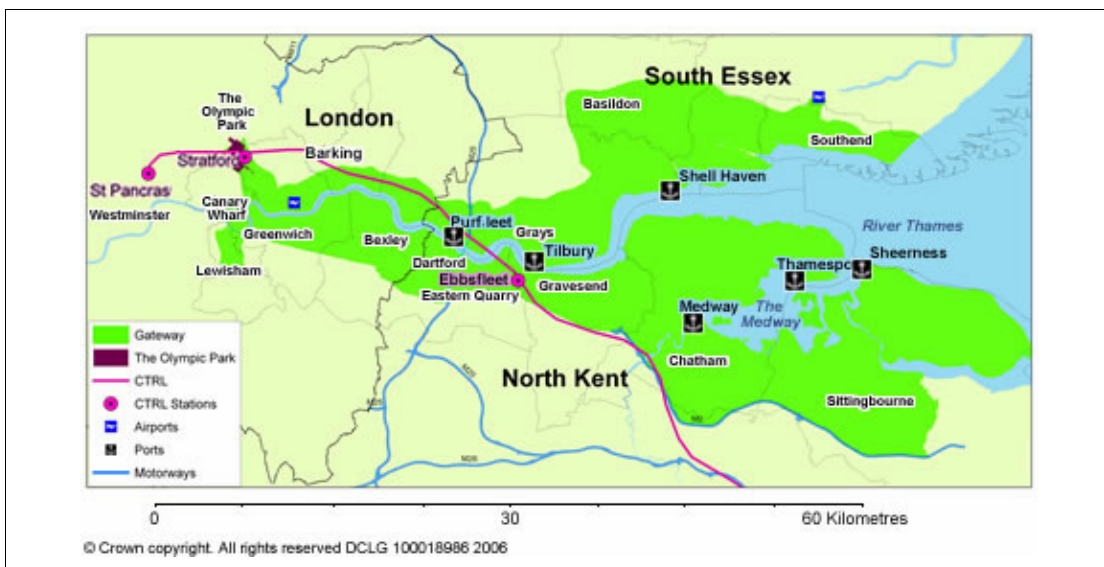 South Essex
Basildon
The
Olympic
Park
London
Southend
Stratford
Barking
Shell Haven
St Pancras
Westminster
Canary
Wharf
Greenwich
Purfleet
Grays
River Thames
Bexley
Tilbury
Sheerness
Lewisham
Dartford
Ebbsfleet
Gravesend
Thamespo
Eastern Quarry
Medway
The
Medway
Chatham
North Kent
Sittingbourne
M2
M20
M26
Gateway
The Olympic Park
CTRL
CTRL Stations
Airports
Ports
Motorways
0 30 60 Kilometres
© Crown copyright. All rights reserved DCLG 100018986 2006